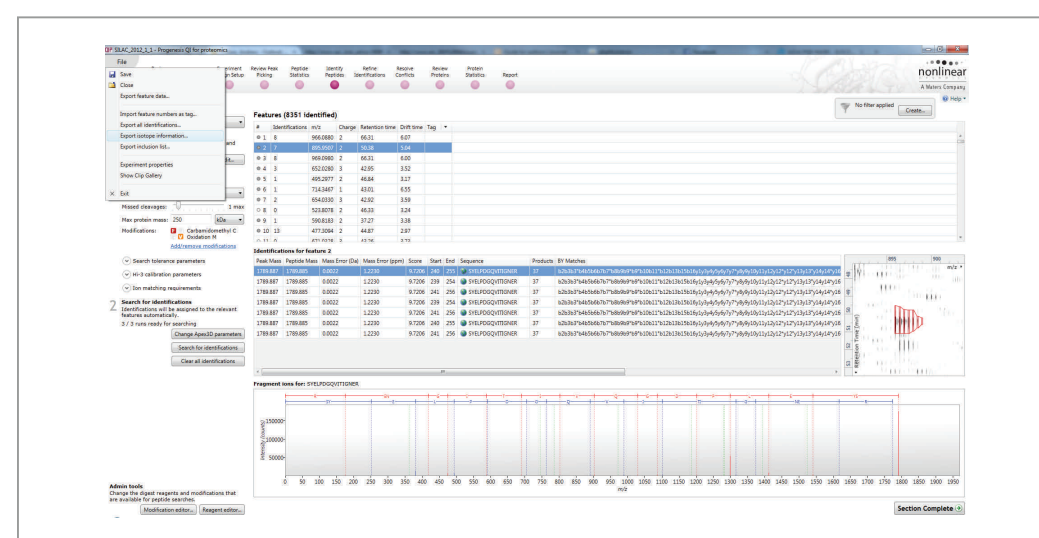 SILAC_2012_1_1 - Progenesis QI for proteomics
File
Save
Close
Export feature data...
Import feature numbers as tag...
Export all identifications...
Export isotope information...
Export inclusion list...
Experiment properties
Show Clip Gallery
Exit
Review Peak Picking
Peptide Statistics
Identify Peptides
Refine Identifications
Resolve Conflicts
Review Proteins
Protein Statistics
Report
nonlinear
A Waters Company
No filter applied
Create...
Help
Features (8351 identified)
# Identifications m/z Charge Retention time Drift time Tag
1 8 966.0880 2 66.31 6.07
2 7 895.9507 2 50.38 5.04
3 8 969.0980 2 66.31 6.00
4 3 652.0280 3 42.95 3.52
5 1 495.2977 2 46.84 3.17
6 1 714.3467 1 43.01 6.55
7 2 654.0330 3 42.92 3.59
8 0 523.8078 2 46.33 3.24
9 1 590.8183 2 37.27 3.38
10 13 477.3094 2 44.87 2.97
Missed cleavages: 1 max
Max protein mass: 250 kDa
Modifications: Carbamidomethyl C
Oxidation M
Add/remove modifications
Search tolerance parameters
Hi-3 calibration parameters
Ion matching requirements
2 Search for identifications
Identifications will be assigned to the relevant
features automatically.
3 / 3 runs ready for searching
Change Apex3D parameters
Search for identifications
Clear all identifications
Identifications for feature 2
Peak Mass Peptide Mass Mass Error (Da) Mass Error (ppm) Score Start End Sequence Products BY Matches
1789.887 1789.885 0.0022 1.2230 9.7206 240 255 SYELPDGQVITIGNER 37
1789.887 1789.885 0.0022 1.2230 9.7206 239 254 SYELPDGQVITIGNER 37
1789.887 1789.885 0.0022 1.2230 9.7206 239 254 SYELPDGQVITIGNER 37
1789.887 1789.885 0.0022 1.2230 9.7206 241 256 SYELPDGQVITIGNER 37
1789.887 1789.885 0.0022 1.2230 9.7206 241 256 SYELPDGQVITIGNER 37
1789.887 1789.885 0.0022 1.2230 9.7206 240 255 SYELPDGQVITIGNER 37
1789.887 1789.885 0.0022 1.2230 9.7206 241 256 SYELPDGQVITIGNER 37
895 900
m/z
Retention Time (min)
49 50 51 52 53
Fragment ions for: SYELPDGQVITIGNER
Intensity (counts)
150000
100000
50000
0 50 100 150 200 250 300 350 400 450 500 550 600 650 700 750 800 850 900 950 1000 1050 1100 1150 1200 1250 1300 1350 1400 1450 1500 1550 1600 1650 1700 1750 1800 1850 1900 1950
m/z
Admin tools
Change the digest reagents and modifications that
are available for peptide searches.
Modification editor... Reagent editor...
Section Complete